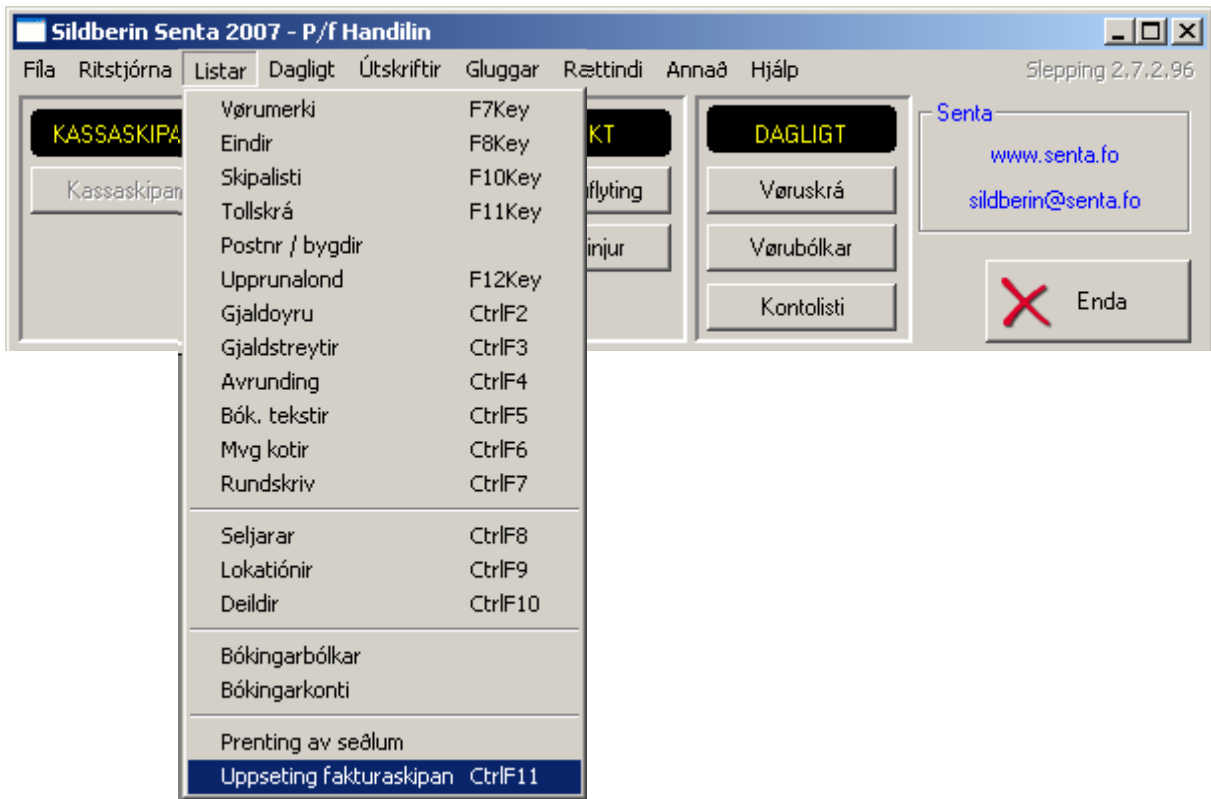 Sildberin Senta 2007 - P/f Handilin
Fíla Ritstjórna Listar Dagligt Útskriftir Gluggar Rættindi Annað Hjálp Slepping 2.7.2.96
Vørumerki F7Key
Eindir F8Key
Skipalisti F10Key
Tollskrá F11Key
Postnr / bygdir
Upprunalond F12Key
Gjaldoyru CtrlF2
Gjaldstreytir CtrlF3
Avrunding CtrlF4
Bók. tekstir CtrlF5
Mvg kotir CtrlF6
Rundskriv CtrlF7
Seljarar CtrlF8
Lokatiónir CtrlF9
Deildir CtrlF10
Bókingarbólkar
Bókingarkonti
Prenting av seðlum
Uppseting fakturaskipan CtrlF11
KASSASKIPA
Kassaskipan
KT
flyting
injur
DAGLIGT
Vøruskrá
Vørubólkar
Kontolisti
Senta
www.senta.fo
sildberin@senta.fo
Enda